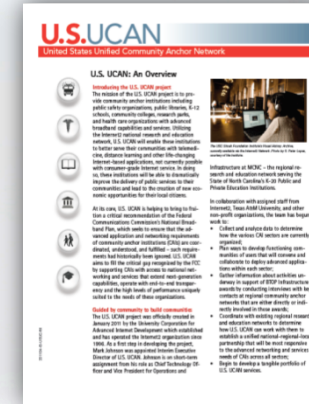 U.S.UCAN
United States Unified Community Anchor Network
U.S. UCAN: An Overview
Introducing the U.S. UCAN project
The mission of the U.S. UCAN project is to pro-
vide community anchor institutions including
public safety organizations, public libraries, K-12
schools, community colleges, research parks,
and health care organizations with advanced
broadband capabilities and services. Utilizing
the Internet2 national research and education
network, U.S. UCAN will enable those institutions
to better serve their communities with telemedi-
cine, distance learning and other life-changing
Internet-based applications, not currently possible
with consumer-grade Internet service. In doing
so, these institutions will be able to dramatically
improve the delivery of public services to their
communities and lead to the creation of new eco-
nomic opportunities for their local citizens.
At its core, U.S. UCAN is helping to bring to frui-
tion a critical recommendation of the Federal
Communications Commission's National Broad-
band Plan, which seeks to ensure that the ad-
vanced application and networking requirements
of community anchor institutions (CAIs) are coor-
dinated, understood, and fulfilled – such require-
ments had historically been ignored. U.S. UCAN
aims to fill the critical gap recognized by the FCC
by supporting CAIs with access to national net-
working and services that extend next-generation
capabilities, operate with end-to-end transpar-
ency and the high levels of performance uniquely
suited to the needs of these organizations.
Guided by community to build communities
The U.S. UCAN project was officially created in
January 2011 by the University Corporation for
Advanced Internet Development which established
and has operated the Internet2 organization since
1996. As a first step in developing the project,
Mark Johnson was appointed Interim Executive
Director of U.S. UCAN. Johnson is on short-term
assignment from his role as Chief Technology Of-
ficer and Vice President for Operations and
Infrastructure at MCNC – the regional re-
search and education network serving the
State of North Carolina's K-20 Public and
Private Education Institutions.
In collaboration with assigned staff from
Internet2, Texas A&M University, and other
non-profit organizations, the team has begun
work to:
• Collect and analyze data to determine
how the various CAI sectors are currently
organized;
• Plan ways to develop functioning com-
munities of users that will convene and
collaborate to deploy advanced applica-
tions within each sector;
• Gather information about activities un-
derway in support of BTOP Infrastructure
awards by conducting interviews with key
contacts at regional community anchor
networks that are either directly or indi-
rectly involved in those awards;
• Coordinate with existing regional research
and education networks to determine
how U.S. UCAN can work with them to
establish a unified national-regional-local
partnership that will be most responsive
to the advanced networking and services
needs of CAIs across all sectors;
• Begin to develop a tangible portfolio of
U.S. UCAN services.